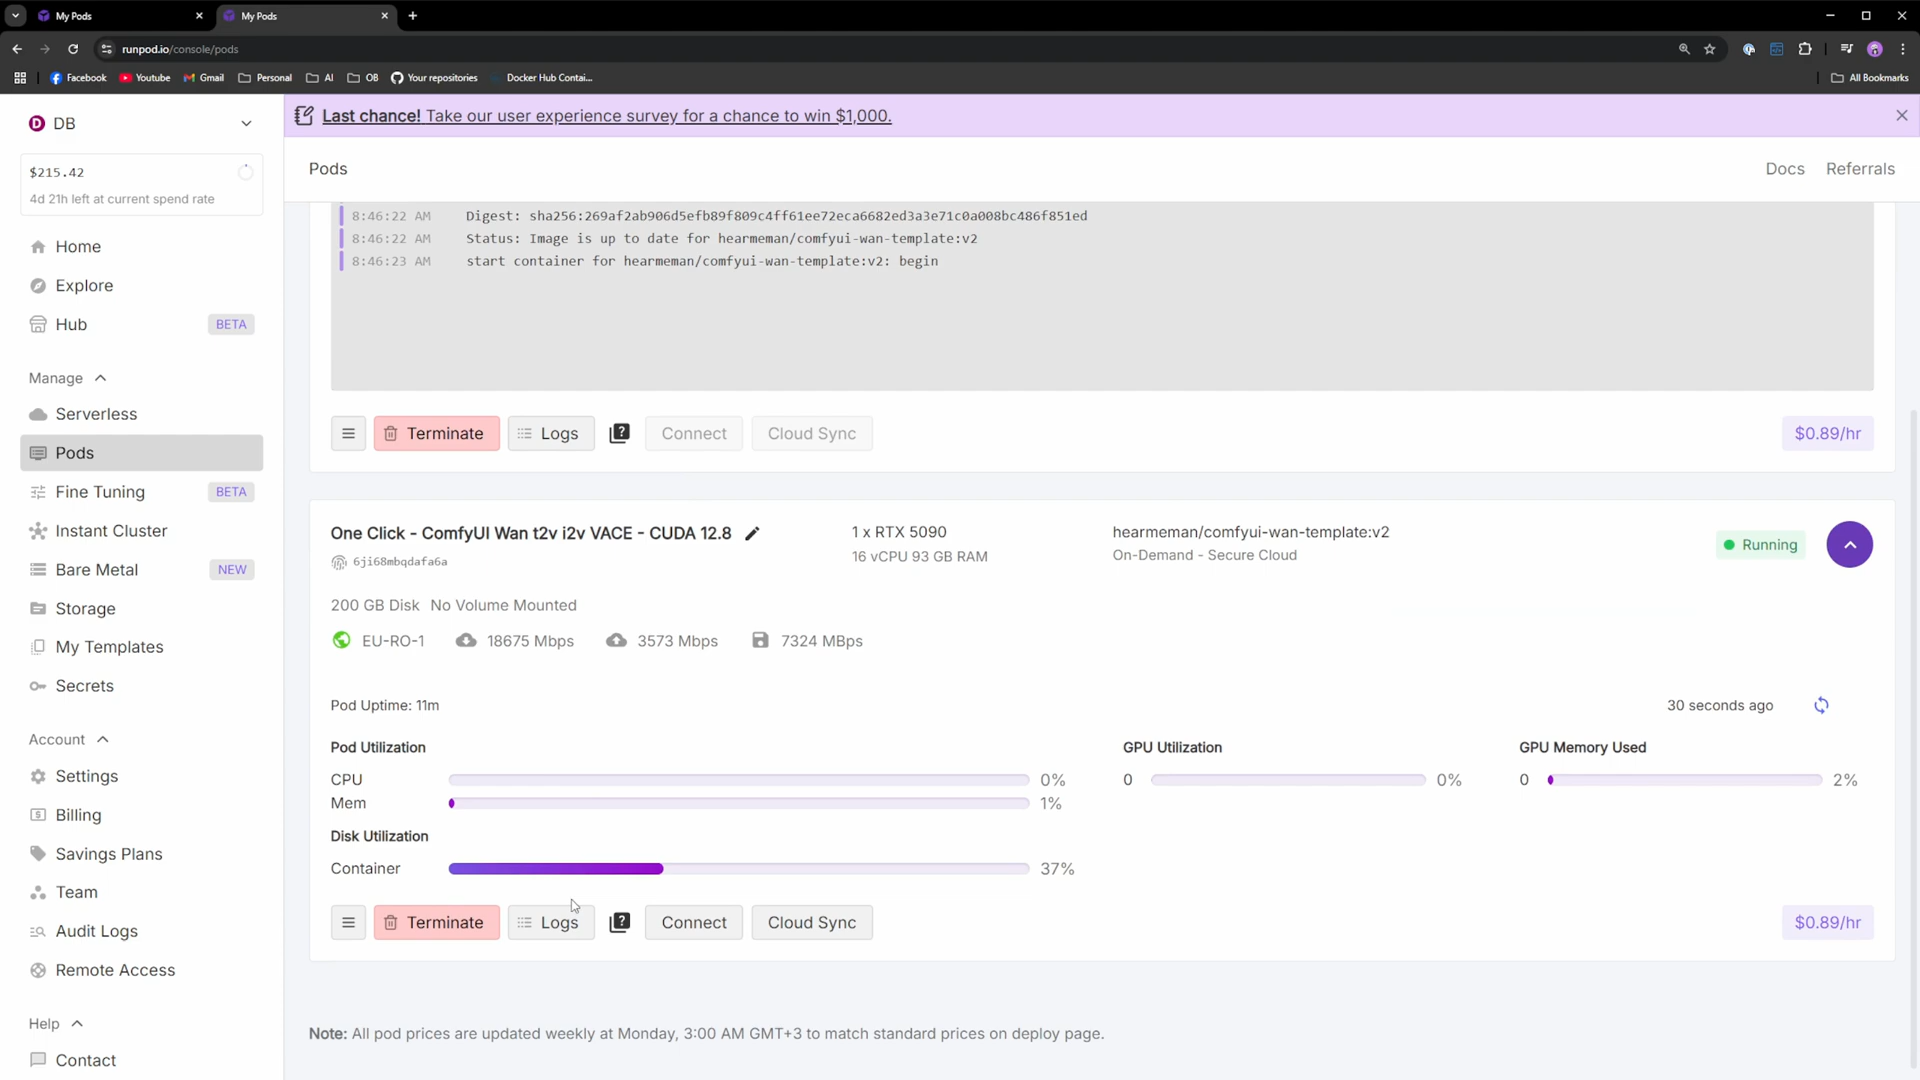 My Pods
My Pods
runpod.io/console/pods
Facebook
Youtube
Gmail
Personal
AI
OB
Your repositories
Docker Hub Contai...
All Bookmarks
DB
$215.42
4d 21h left at current spend rate
Home
Explore
Hub
BETA
Manage
Serverless
Pods
Fine Tuning
BETA
Instant Cluster
Bare Metal
NEW
Storage
My Templates
Secrets
Account
Settings
Billing
Savings Plans
Team
Audit Logs
Remote Access
Help
Contact
Last chance! Take our user experience survey for a chance to win $1,000.
Pods
Docs
Referrals
8:46:22 AM Digest: sha256:269af2ab906d5efb89f809c4ff61ee72eca6682ed3a3e71c0a008bc486f851ed
8:46:22 AM Status: Image is up to date for hearmeman/comfyui-wan-template:v2
8:46:23 AM start container for hearmeman/comfyui-wan-template:v2: begin
Terminate
Logs
Connect
Cloud Sync
$0.89/hr
One Click - ComfyUI Wan t2v i2v VACE - CUDA 12.8
6ji68mbqdafa6a
1 x RTX 5090
16 vCPU 93 GB RAM
hearmeman/comfyui-wan-template:v2
On-Demand - Secure Cloud
Running
200 GB Disk No Volume Mounted
EU-RO-1
18675 Mbps
3573 Mbps
7324 MBps
Pod Uptime: 11m
30 seconds ago
Pod Utilization
CPU
0%
Mem
1%
GPU Utilization
0
0%
GPU Memory Used
0
2%
Disk Utilization
Container
37%
Terminate
Logs
Connect
Cloud Sync
$0.89/hr
Note: All pod prices are updated weekly at Monday, 3:00 AM GMT+3 to match standard prices on deploy page.